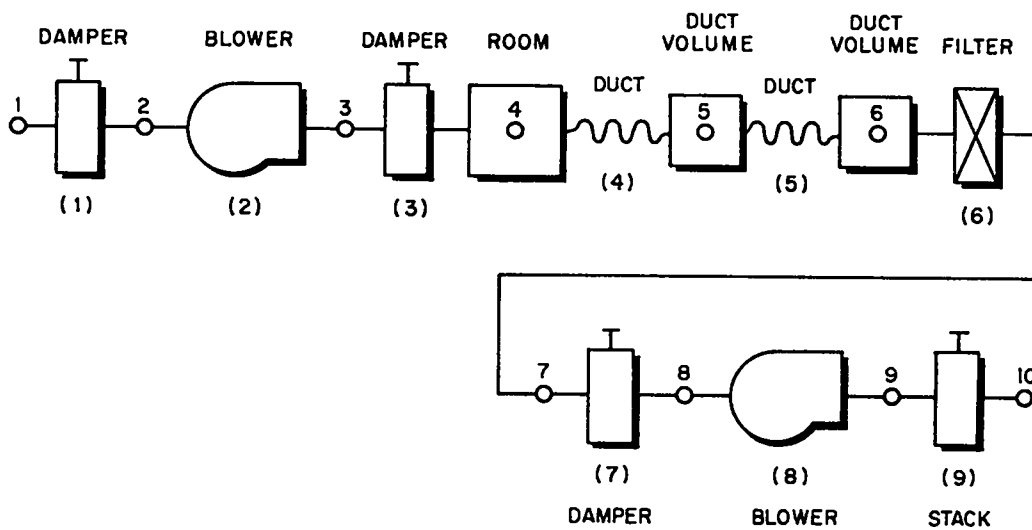 DAMPER BLOWER DAMPER ROOM DUCT VOLUME DUCT VOLUME FILTER
DUCT DUCT
1 2 3 4 5 6
(1) (2) (3) (4) (5) (6)
7 8 9 10
(7) (8) (9)
DAMPER BLOWER STACK